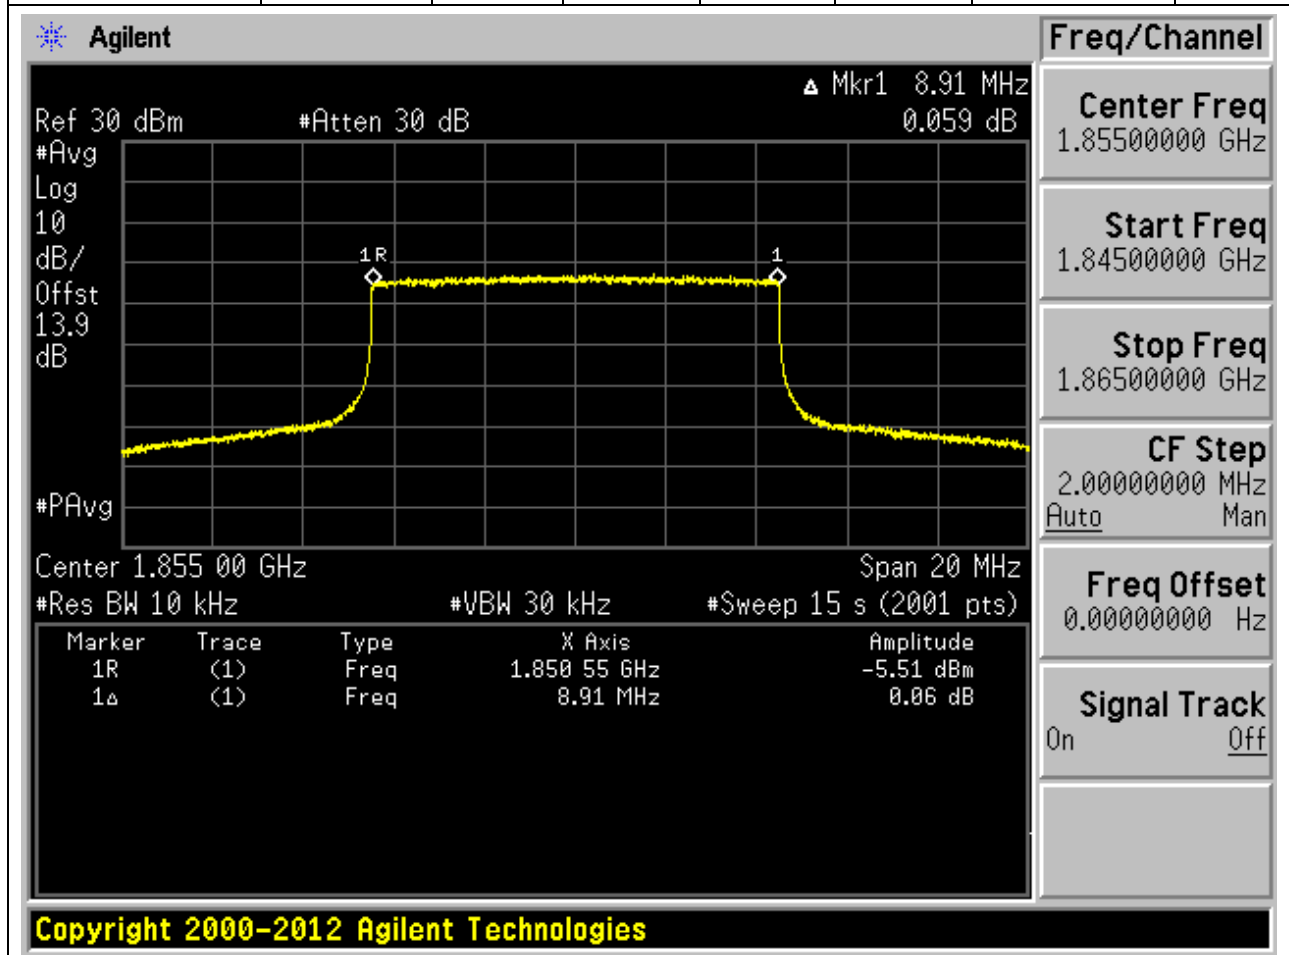 Agilent
Freq/Channel
Δ Mkr1 8.91 MHz
Ref 30 dBm #Atten 30 dB 0.059 dB
#Avg
Log
10
dB/
Offst
13.9
dB
#PAvg
1R
1
Center 1.855 00 GHz Span 20 MHz
#Res BW 10 kHz #VBW 30 kHz #Sweep 15 s (2001 pts)
Marker Trace Type X Axis Amplitude
1R (1) Freq 1.850 55 GHz -5.51 dBm
1Δ (1) Freq 8.91 MHz 0.06 dB
Center Freq
1.85500000 GHz
Start Freq
1.84500000 GHz
Stop Freq
1.86500000 GHz
CF Step
2.00000000 MHz
Auto Man
Freq Offset
0.00000000 Hz
Signal Track
On Off
Copyright 2000-2012 Agilent Technologies